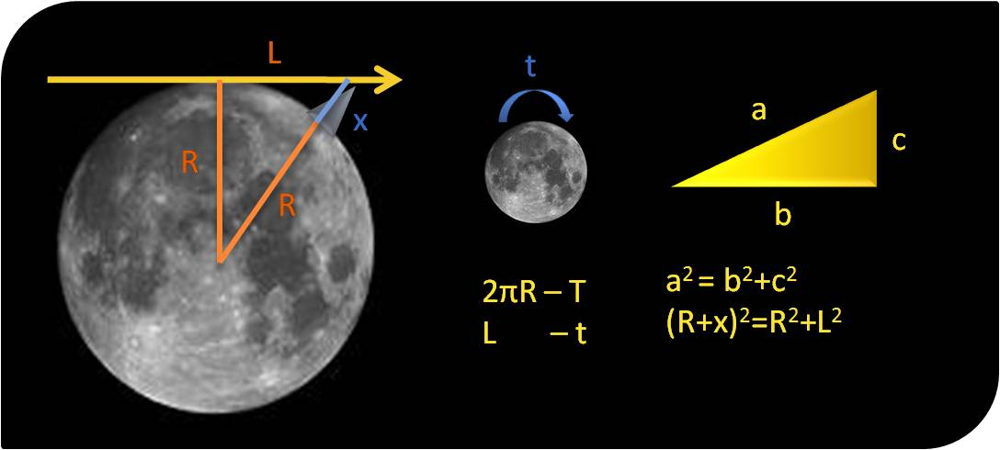 L
x
R
R
t
a
c
b
2πR – T
L – t
a² = b²+c²
(R+x)²=R²+L²